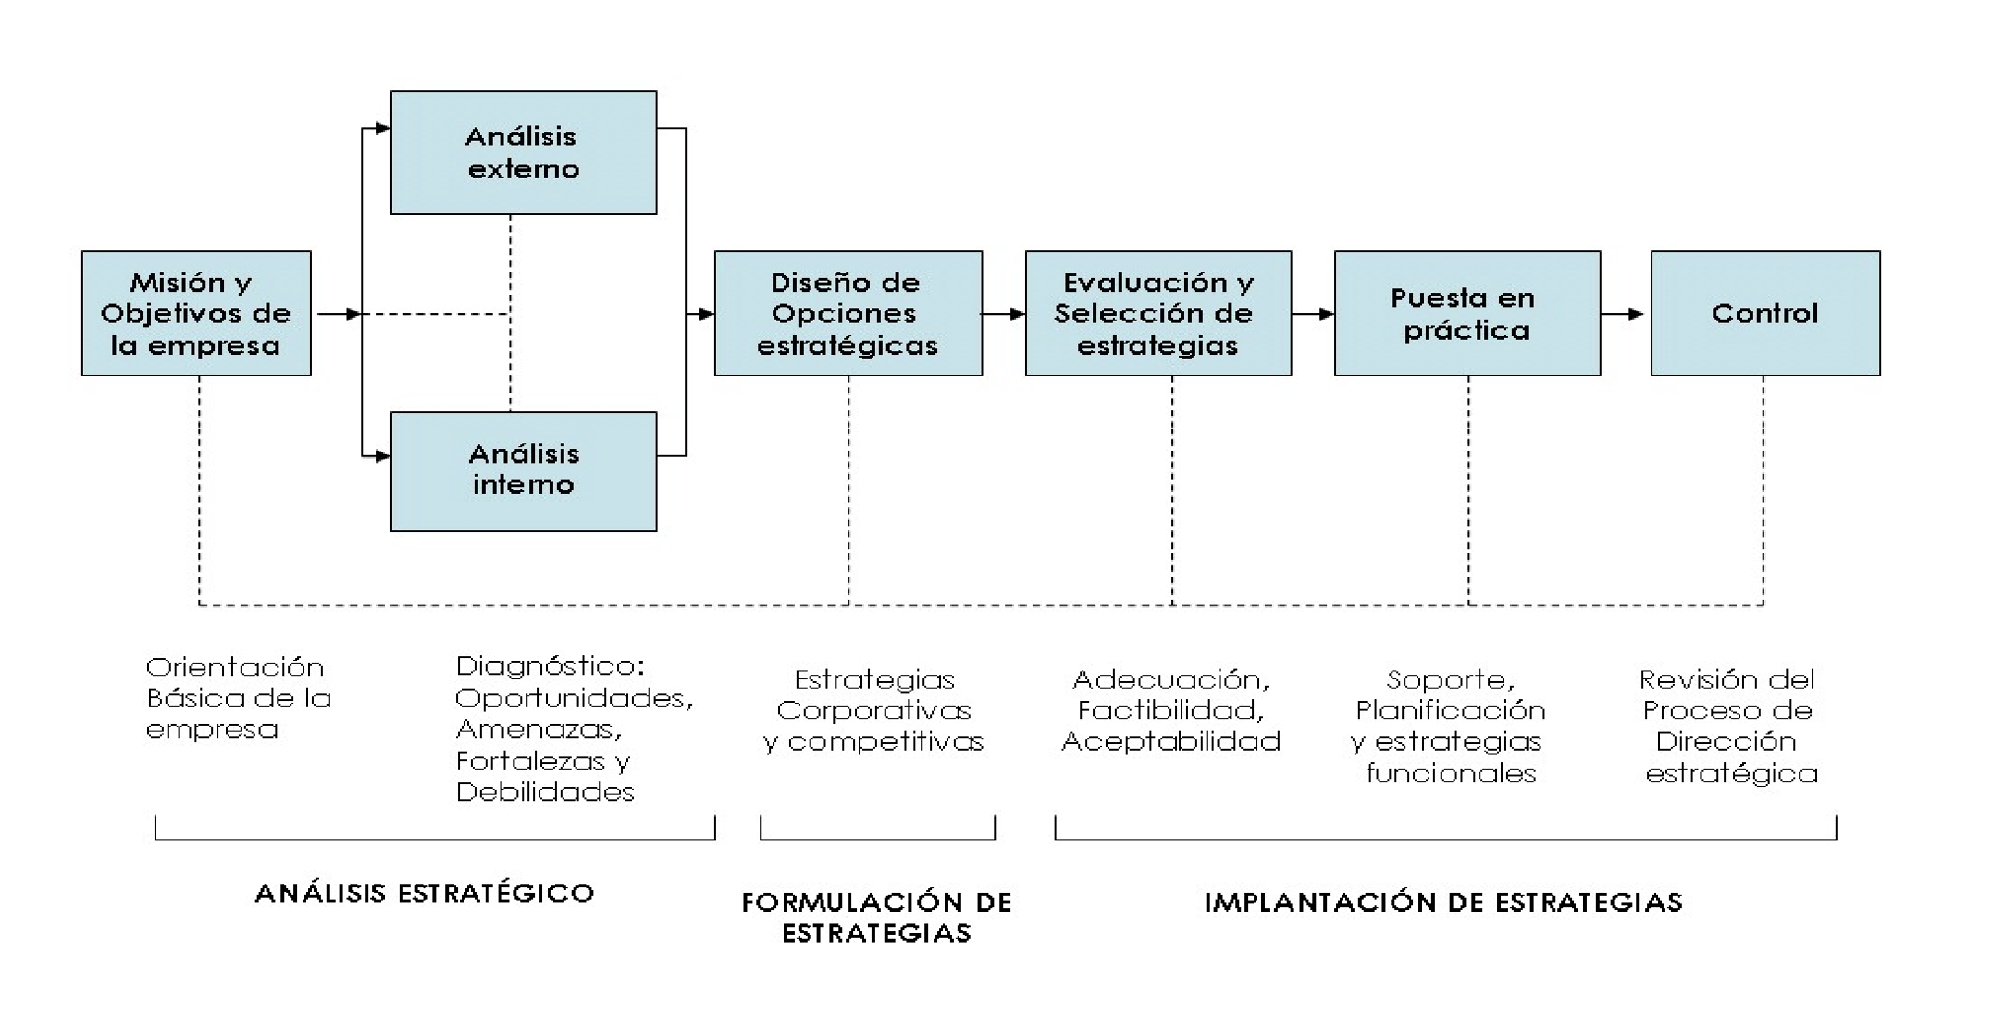 Análisis
externo
Misión y
Objetivos de
la empresa
Diseño de
Opciones
estratégicas
Evaluación y
Selección de
estrategias
Puesta en
práctica
Control
Análisis
interno
Orientación
Básica de la
empresa
Diagnóstico:
Oportunidades,
Amenazas,
Fortalezas y
Debilidades
Estrategias
Corporativas
y competitivas
Adecuación,
Factibilidad,
Aceptabilidad
Soporte,
Planificación
y estrategias
funcionales
Revisión del
Proceso de
Dirección
estratégica
ANÁLISIS ESTRATÉGICO
FORMULACIÓN DE
ESTRATEGIAS
IMPLANTACIÓN DE ESTRATEGIAS